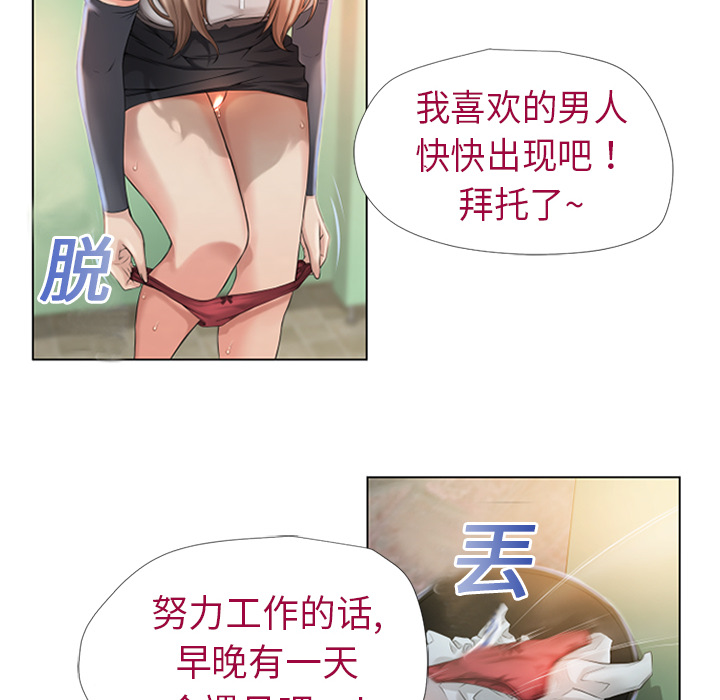 我喜欢的男人
快快出现吧！
拜托了~
脱
丢
努力工作的话,
早晚有一天